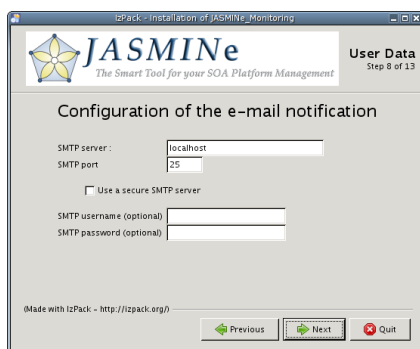 IzPack - Installation of JASMINe_Monitoring
JASMINe
The Smart Tool for your SOA Platform Management
User Data
Step 8 of 13
Configuration of the e-mail notification
SMTP server :
localhost
SMTP port
25
Use a secure SMTP server
SMTP username (optional)
SMTP password (optional)
(Made with IzPack - http://izpack.org/)
Previous
Next
Quit